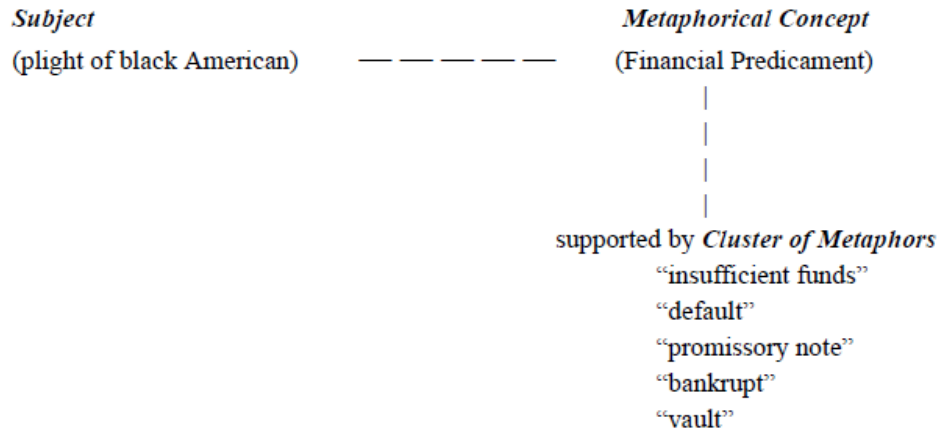 Subject Metaphorical Concept
(plight of black American) — — — — — (Financial Predicament)
|
|
|
|
supported by Cluster of Metaphors
“insufficient funds”
“default”
“promissory note”
“bankrupt”
“vault”